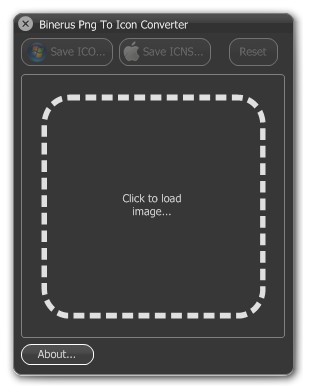 Binerus Png To Icon Converter
Save ICO... Save ICNS... Reset
Click to load
image...
About...